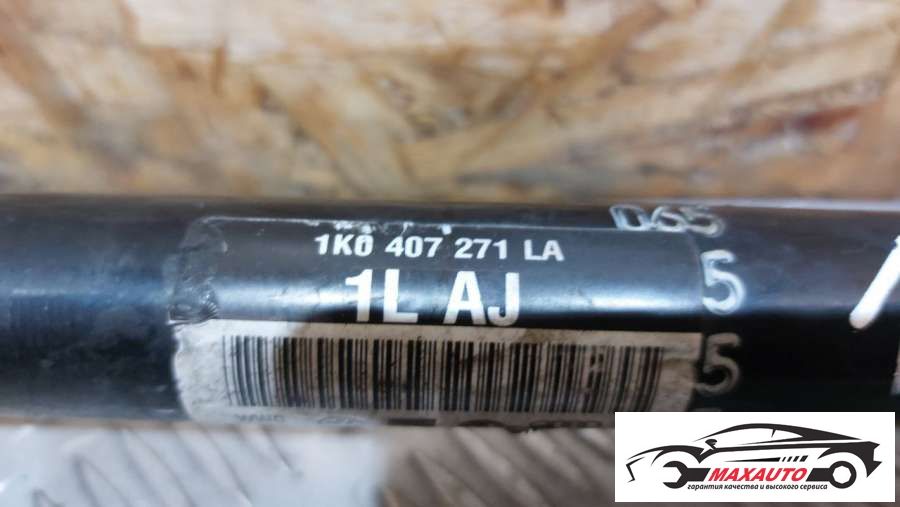 D65
1K0 407 271 LA
1L AJ
5
5
MAXAUTO
гарантия качества и высокого сервиса